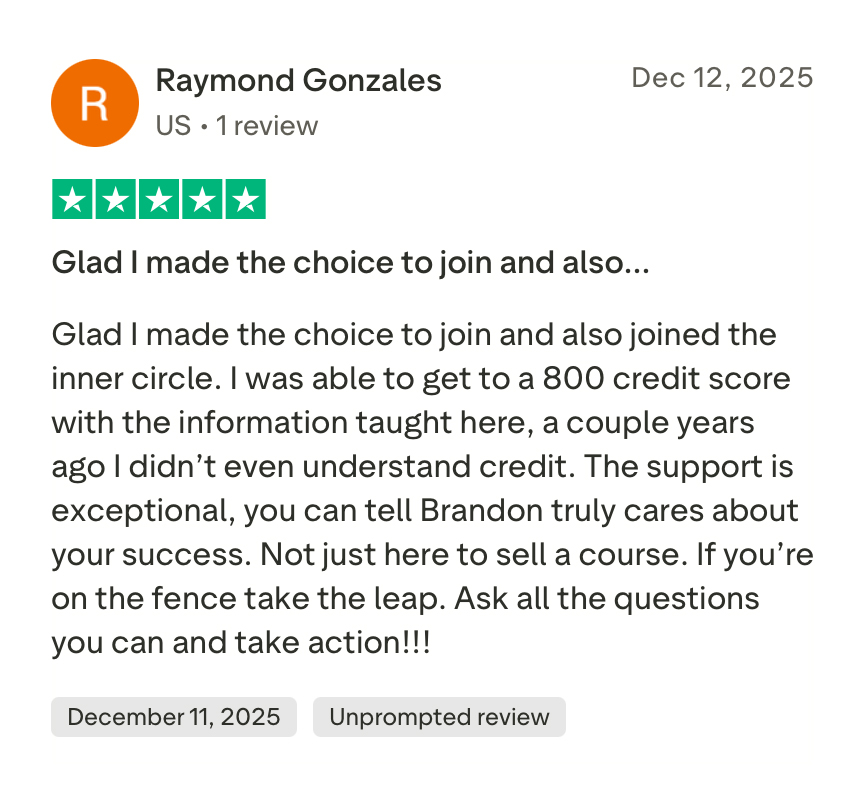 R
Raymond Gonzales
Dec 12, 2025
US • 1 review
Glad I made the choice to join and also...
Glad I made the choice to join and also joined the
inner circle. I was able to get to a 800 credit score
with the information taught here, a couple years
ago I didn’t even understand credit. The support is
exceptional, you can tell Brandon truly cares about
your success. Not just here to sell a course. If you’re
on the fence take the leap. Ask all the questions
you can and take action!!!
December 11, 2025
Unprompted review